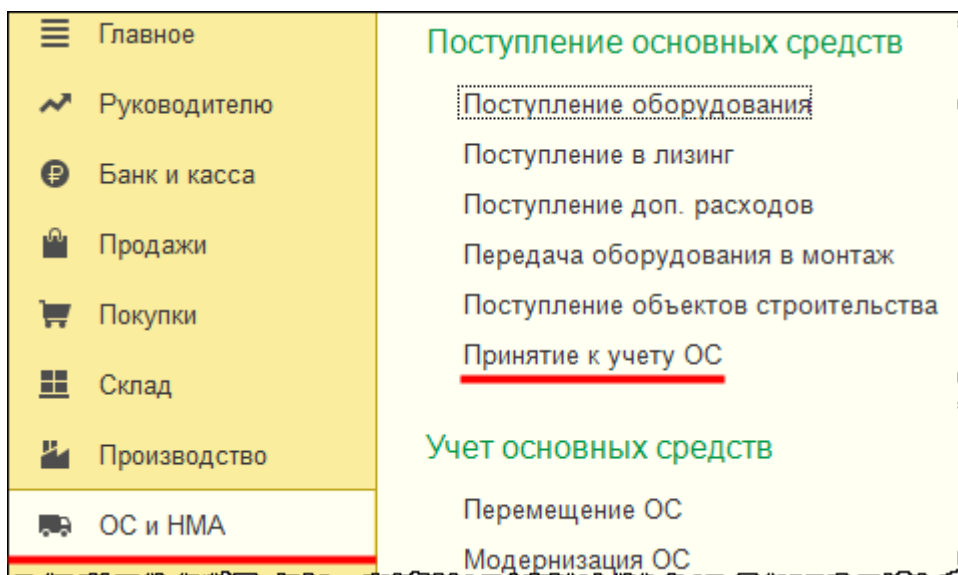 Главное
Руководителю
Банк и касса
Продажи
Покупки
Склад
Производство
ОС и НМА
Поступление основных средств
Поступление оборудования
Поступление в лизинг
Поступление доп. расходов
Передача оборудования в монтаж
Поступление объектов строительства
Принятие к учету ОС
Учет основных средств
Перемещение ОС
Модернизация ОС